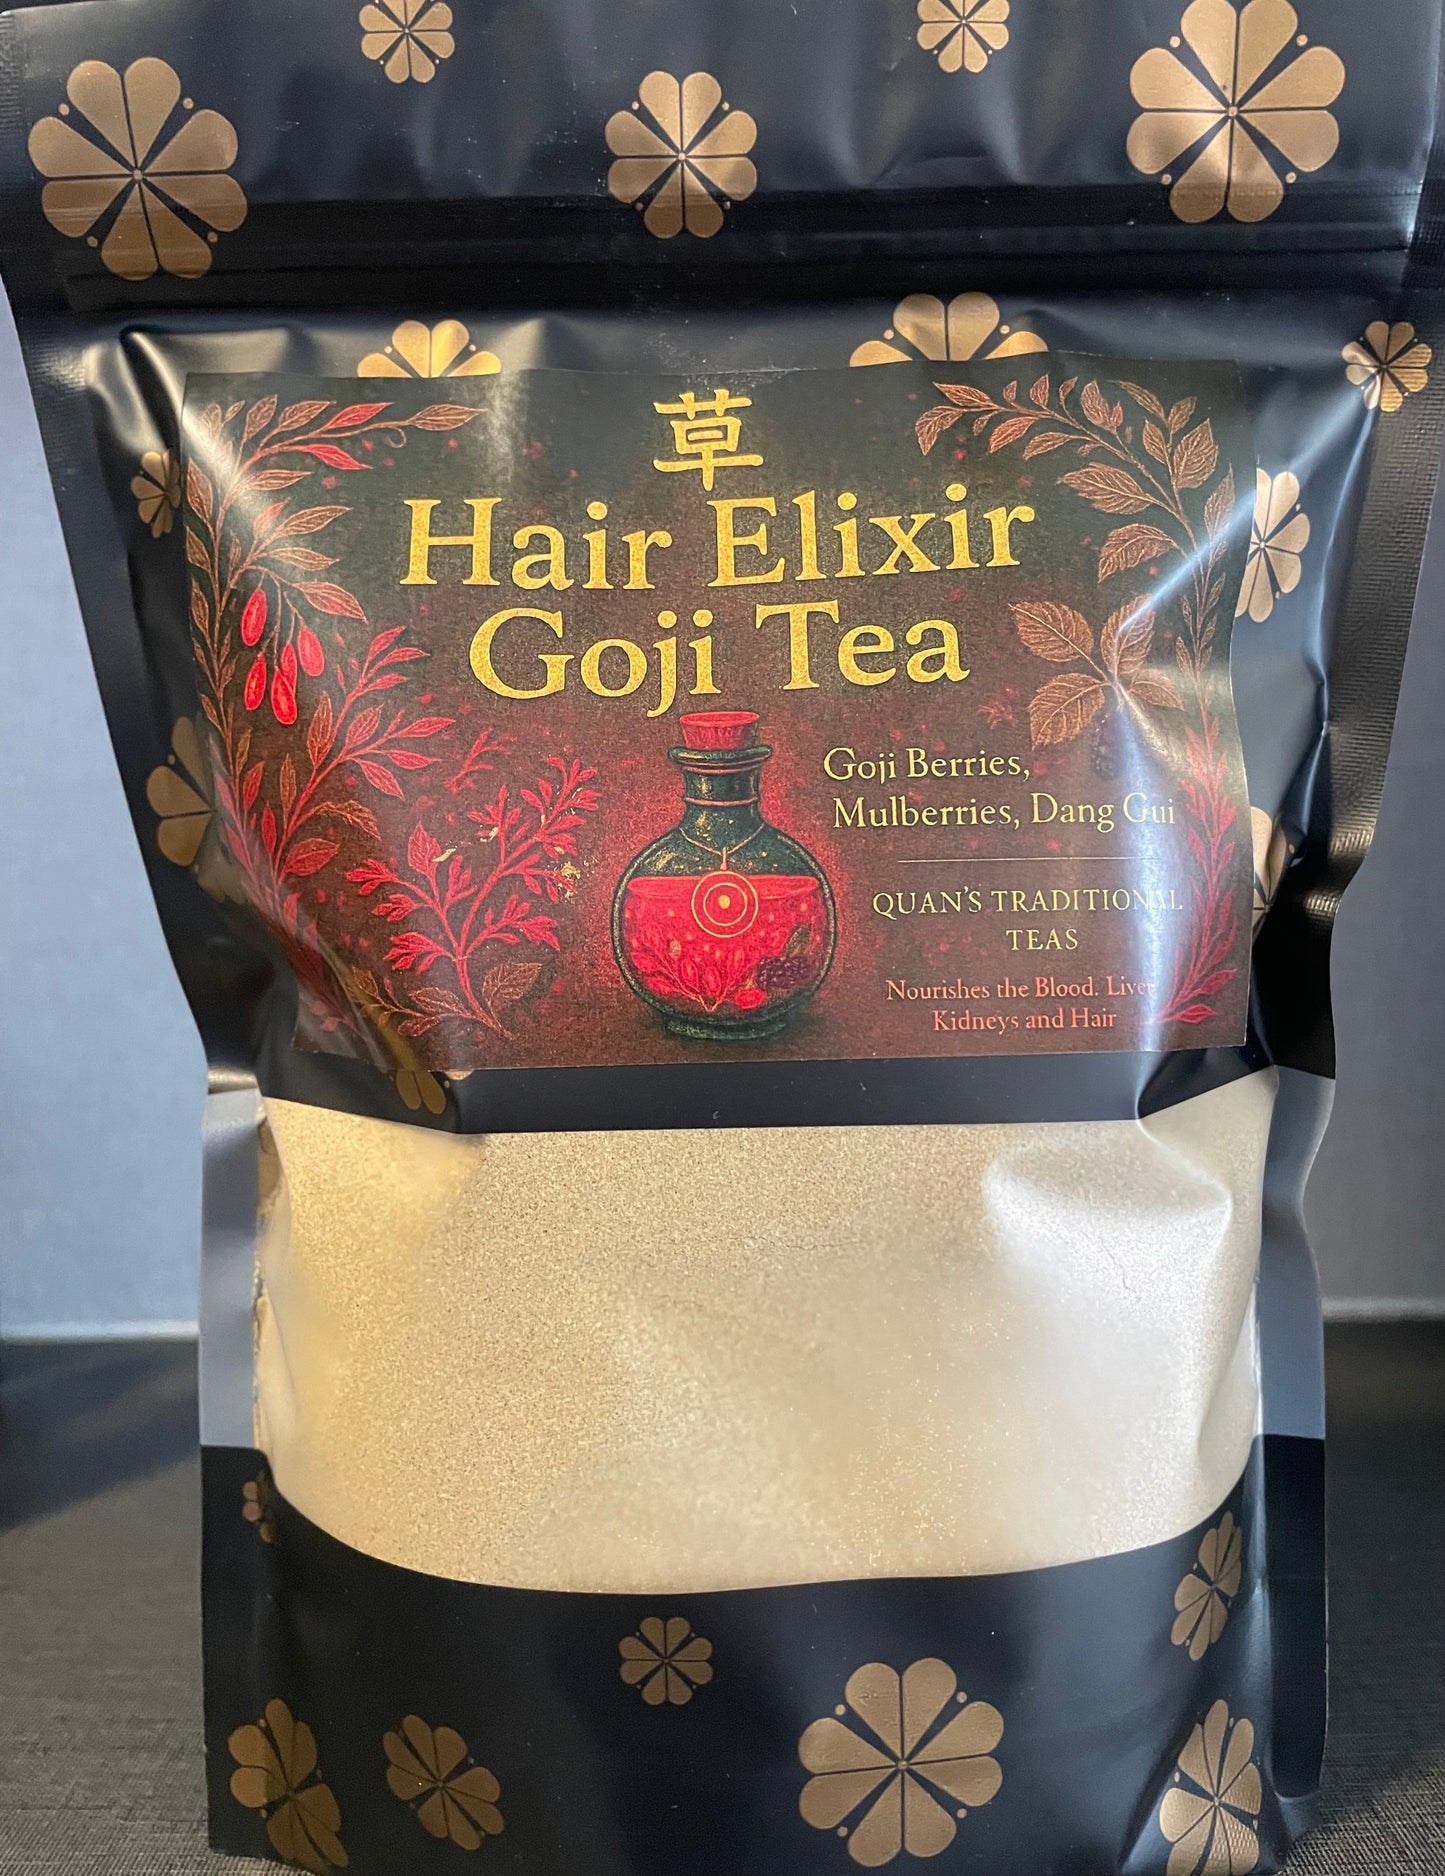 草
Hair Elixir
Goji Tea
Goji Berries,
Mulberries, Dang Gui
QUAN'S TRADITIONAL
TEAS
Nourishes the Blood. Liver
Kidneys and Hair